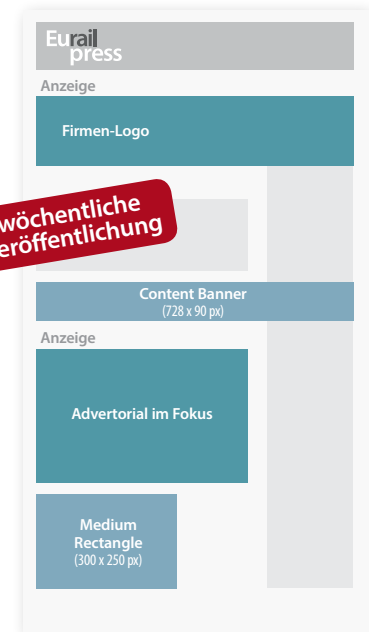 Eurail
press
Anzeige
Firmen-Logo
wöchentliche
eröffentlichung
Content Banner
(728 x 90 px)
Anzeige
Advertorial im Fokus
Medium
Rectangle
(300 x 250 px)